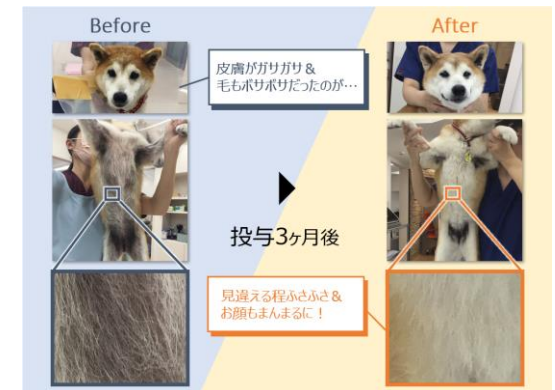 Before
After
皮膚がガサガサ&
毛もボサボサだったのが…
投与3ヶ月後
見違える程ふさふさ&
お顔もまんまるに！